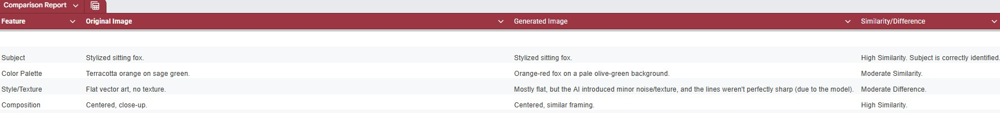 Comparison Report
Feature Original Image Generated Image Similarity/Difference
Subject Stylized sitting fox. Stylized sitting fox. High Similarity. Subject is correctly identified.
Color Palette Terracotta orange on sage green. Orange-red fox on a pale olive-green background. Moderate Similarity.
Style/Texture Flat vector art, no texture. Mostly flat, but the AI introduced minor noise/texture, and the lines weren't perfectly sharp (due to the model). Moderate Difference.
Composition Centered, close-up. Centered, similar framing. High Similarity.